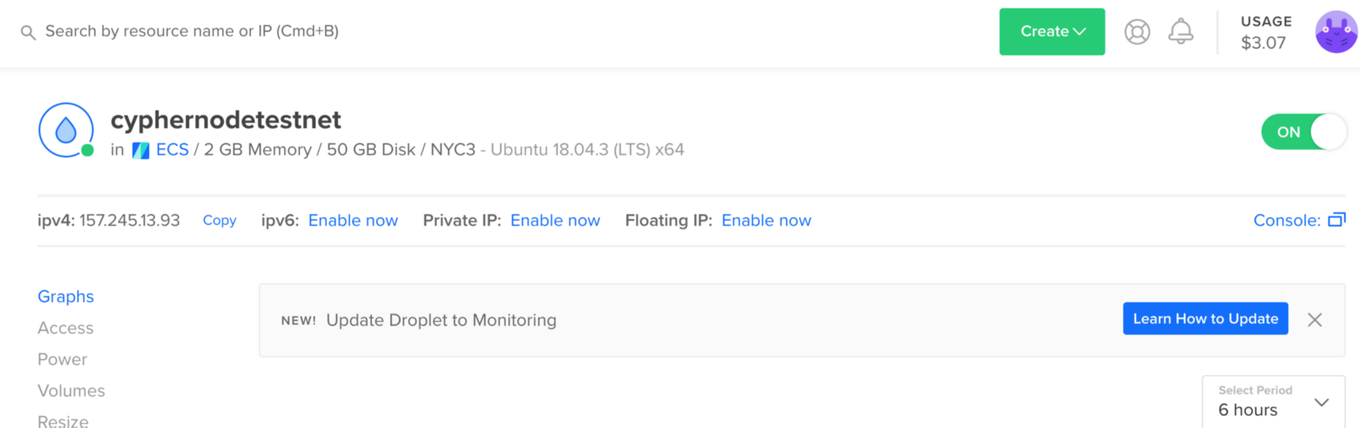 Search by resource name or IP (Cmd+B)
Create
USAGE
$3.07
cyphernodetestnet
in ECS / 2 GB Memory / 50 GB Disk / NYC3 - Ubuntu 18.04.3 (LTS) x64
ON
ipv4: 157.245.13.93 Copy ipv6: Enable now Private IP: Enable now Floating IP: Enable now Console:
Graphs
Access
Power
Volumes
Resize
NEW! Update Droplet to Monitoring
Learn How to Update
Select Period
6 hours